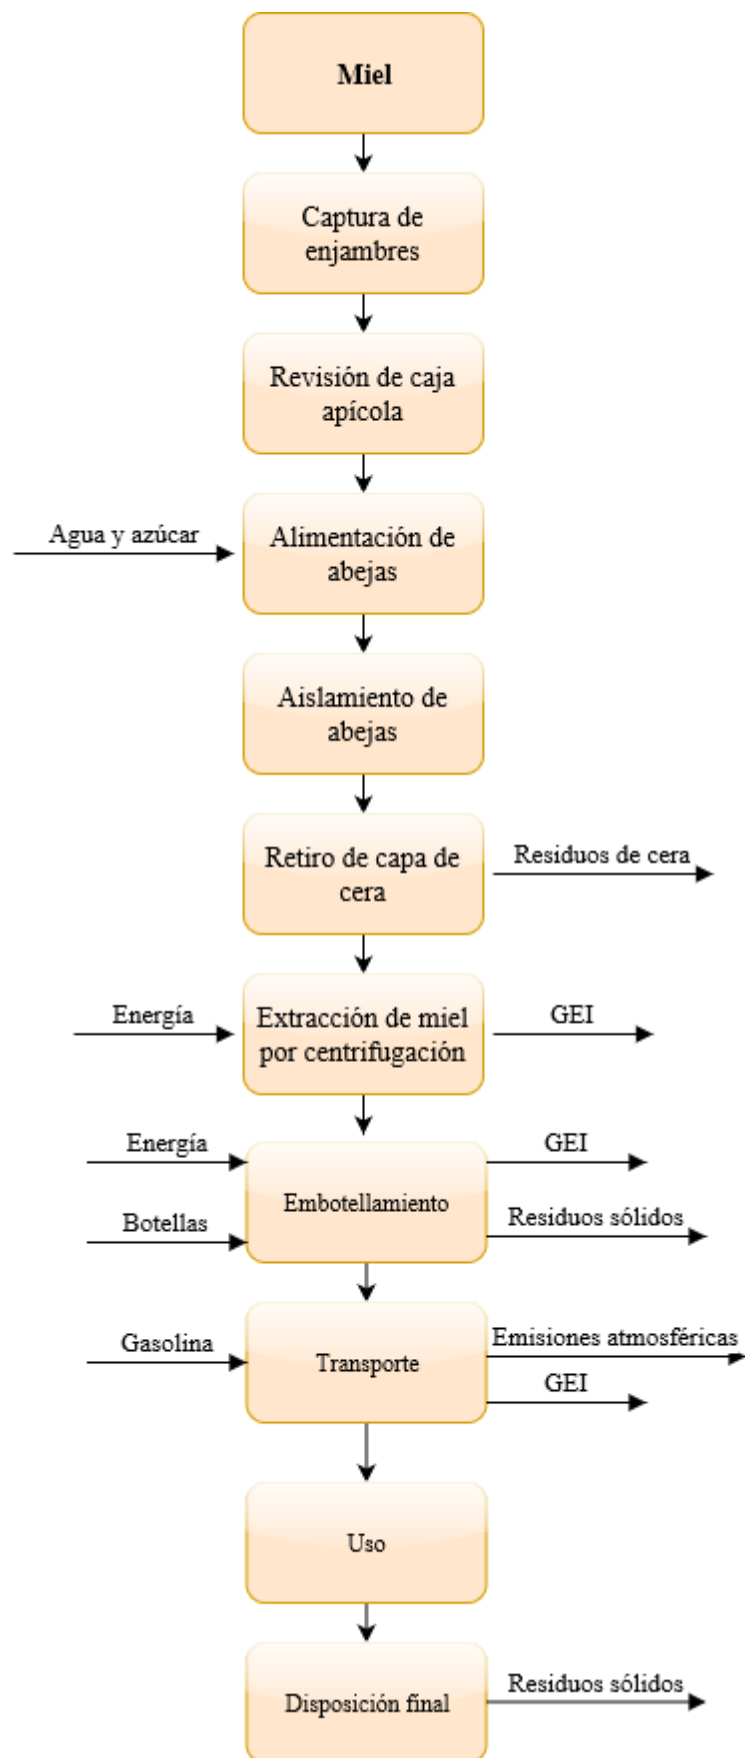 Miel
Captura de
enjambres
Revisión de caja
apícola
Agua y azúcar
Alimentación de
abejas
Aislamiento de
abejas
Retiro de capa de
cera
Residuos de cera
Energía
Extracción de miel
por centrifugación
GEI
Energía
GEI
Embotellamiento
Botellas
Residuos sólidos
Gasolina
Transporte
Emisiones atmosféricas
GEI
Uso
Disposición final
Residuos sólidos